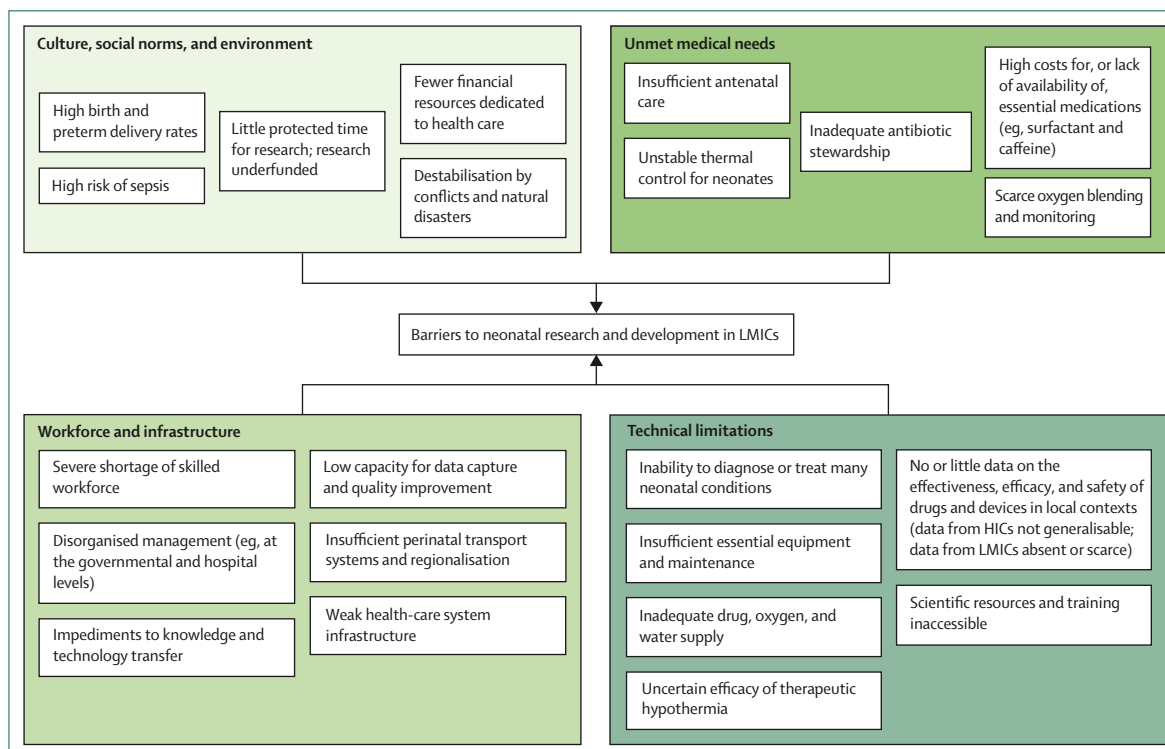 Culture, social norms, and environment
High birth and
preterm delivery rates
High risk of sepsis
Little protected time
for research; research
underfunded
Fewer financial
resources dedicated
to health care
Destabilisation by
conflicts and natural
disasters
Unmet medical needs
Insufficient antenatal
care
Unstable thermal
control for neonates
Inadequate antibiotic
stewardship
High costs for, or lack
of availability of,
essential medications
(eg, surfactant and
caffeine)
Scarce oxygen blending
and monitoring
Barriers to neonatal research and development in LMICs
Workforce and infrastructure
Severe shortage of skilled
workforce
Disorganised management (eg, at
the governmental and hospital
levels)
Impediments to knowledge and
technology transfer
Low capacity for data capture
and quality improvement
Insufficient perinatal transport
systems and regionalisation
Weak health-care system
infrastructure
Technical limitations
Inability to diagnose or treat many
neonatal conditions
Insufficient essential equipment
and maintenance
Inadequate drug, oxygen, and
water supply
Uncertain efficacy of therapeutic
hypothermia
No or little data on the
effectiveness, efficacy, and safety of
drugs and devices in local contexts
(data from HICs not generalisable;
data from LMICs absent or scarce)
Scientific resources and training
inaccessible